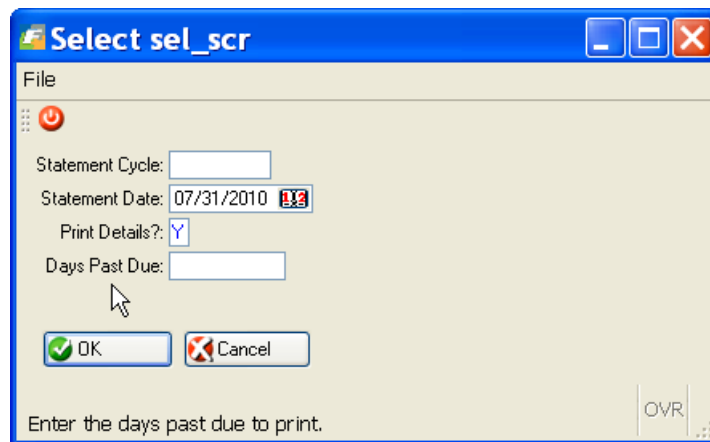 Select sel_scr
File
Statement Cycle:
Statement Date: 07/31/2010
Print Details?: Y
Days Past Due:
OK Cancel
Enter the days past due to print. OVR